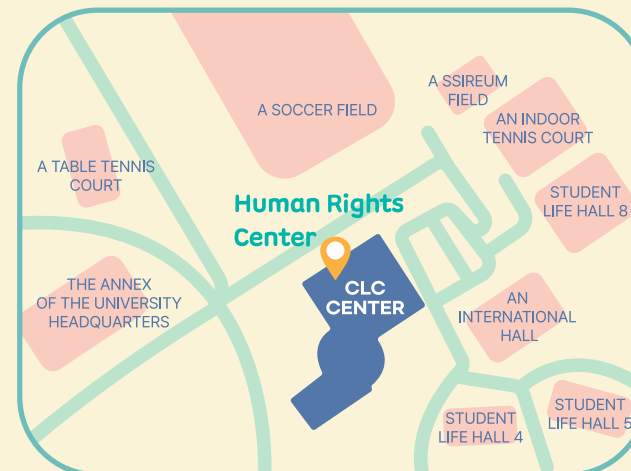 A SSIREUM
FIELD
A SOCCER FIELD
AN INDOOR
TENNIS COURT
A TABLE TENNIS
COURT
STUDENT
LIFE HALL 8
Human Rights
Center
CLC
CENTER
THE ANNEX
OF THE UNIVERSITY
HEADQUARTERS
AN
INTERNATIONAL
HALL
STUDENT
LIFE HALL 4
STUDENT
LIFE HALL 5